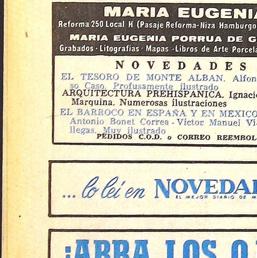 MARIA EUGENIA
Reforma 250 Local H (Pasaje Reforma-Niza Hamburgo
MARIA EUGENIA PORRUA DE G
Grabados - Litografías - Mapas - Libros de Arte Porcela
NOVEDADES
EL TESORO DE MONTE ALBAN. Alfon-
so Caso. Profusamente ilustrado
ARQUITECTURA PREHISPANICA. Ignacio
Marquina. Numerosas ilustraciones
EL BARROCO EN ESPAÑA Y EN MEXICO
Antonio Bonet Correa - Víctor Manuel Vi
llegas. Muy ilustrado
PEDIDOS C.O.D. o CORREO REEMBOL
...lo leí en NOVEDA
EL MEJOR DIARIO DE M
¡ABRA LOS O